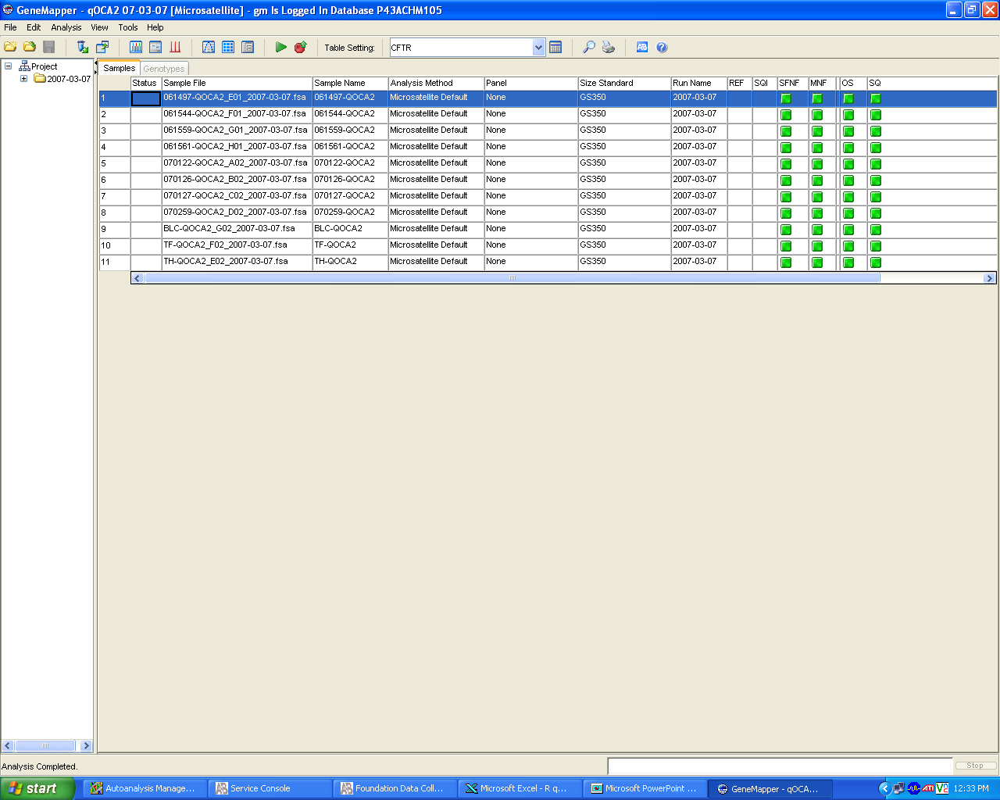 GeneMapper - qOCA2 07-03-07 [Microsatellite] - gm Is Logged In Database P43ACHM105
File Edit Analysis View Tools Help
Table Setting: CFTR
Project
2007-03-07
Samples Genotypes
Status Sample File Sample Name Analysis Method Panel Size Standard Run Name REF SQI SFNF MNF OS SQ
1 061497-QOCA2_E01_2007-03-07.fsa 061497-QOCA2 Microsatellite Default None GS350 2007-03-07
2 061544-QOCA2_F01_2007-03-07.fsa 061544-QOCA2 Microsatellite Default None GS350 2007-03-07
3 061559-QOCA2_G01_2007-03-07.fsa 061559-QOCA2 Microsatellite Default None GS350 2007-03-07
4 061561-QOCA2_H01_2007-03-07.fsa 061561-QOCA2 Microsatellite Default None GS350 2007-03-07
5 070122-QOCA2_A02_2007-03-07.fsa 070122-QOCA2 Microsatellite Default None GS350 2007-03-07
6 070126-QOCA2_B02_2007-03-07.fsa 070126-QOCA2 Microsatellite Default None GS350 2007-03-07
7 070127-QOCA2_C02_2007-03-07.fsa 070127-QOCA2 Microsatellite Default None GS350 2007-03-07
8 070259-QOCA2_D02_2007-03-07.fsa 070259-QOCA2 Microsatellite Default None GS350 2007-03-07
9 BLC-QOCA2_G02_2007-03-07.fsa BLC-QOCA2 Microsatellite Default None GS350 2007-03-07
10 TF-QOCA2_F02_2007-03-07.fsa TF-QOCA2 Microsatellite Default None GS350 2007-03-07
11 TH-QOCA2_E02_2007-03-07.fsa TH-QOCA2 Microsatellite Default None GS350 2007-03-07
Analysis Completed. Stop
start Autoanalysis Manage... Service Console Foundation Data Coll... Microsoft Excel - R q... Microsoft PowerPoint ... GeneMapper - qOCA... 12:33 PM